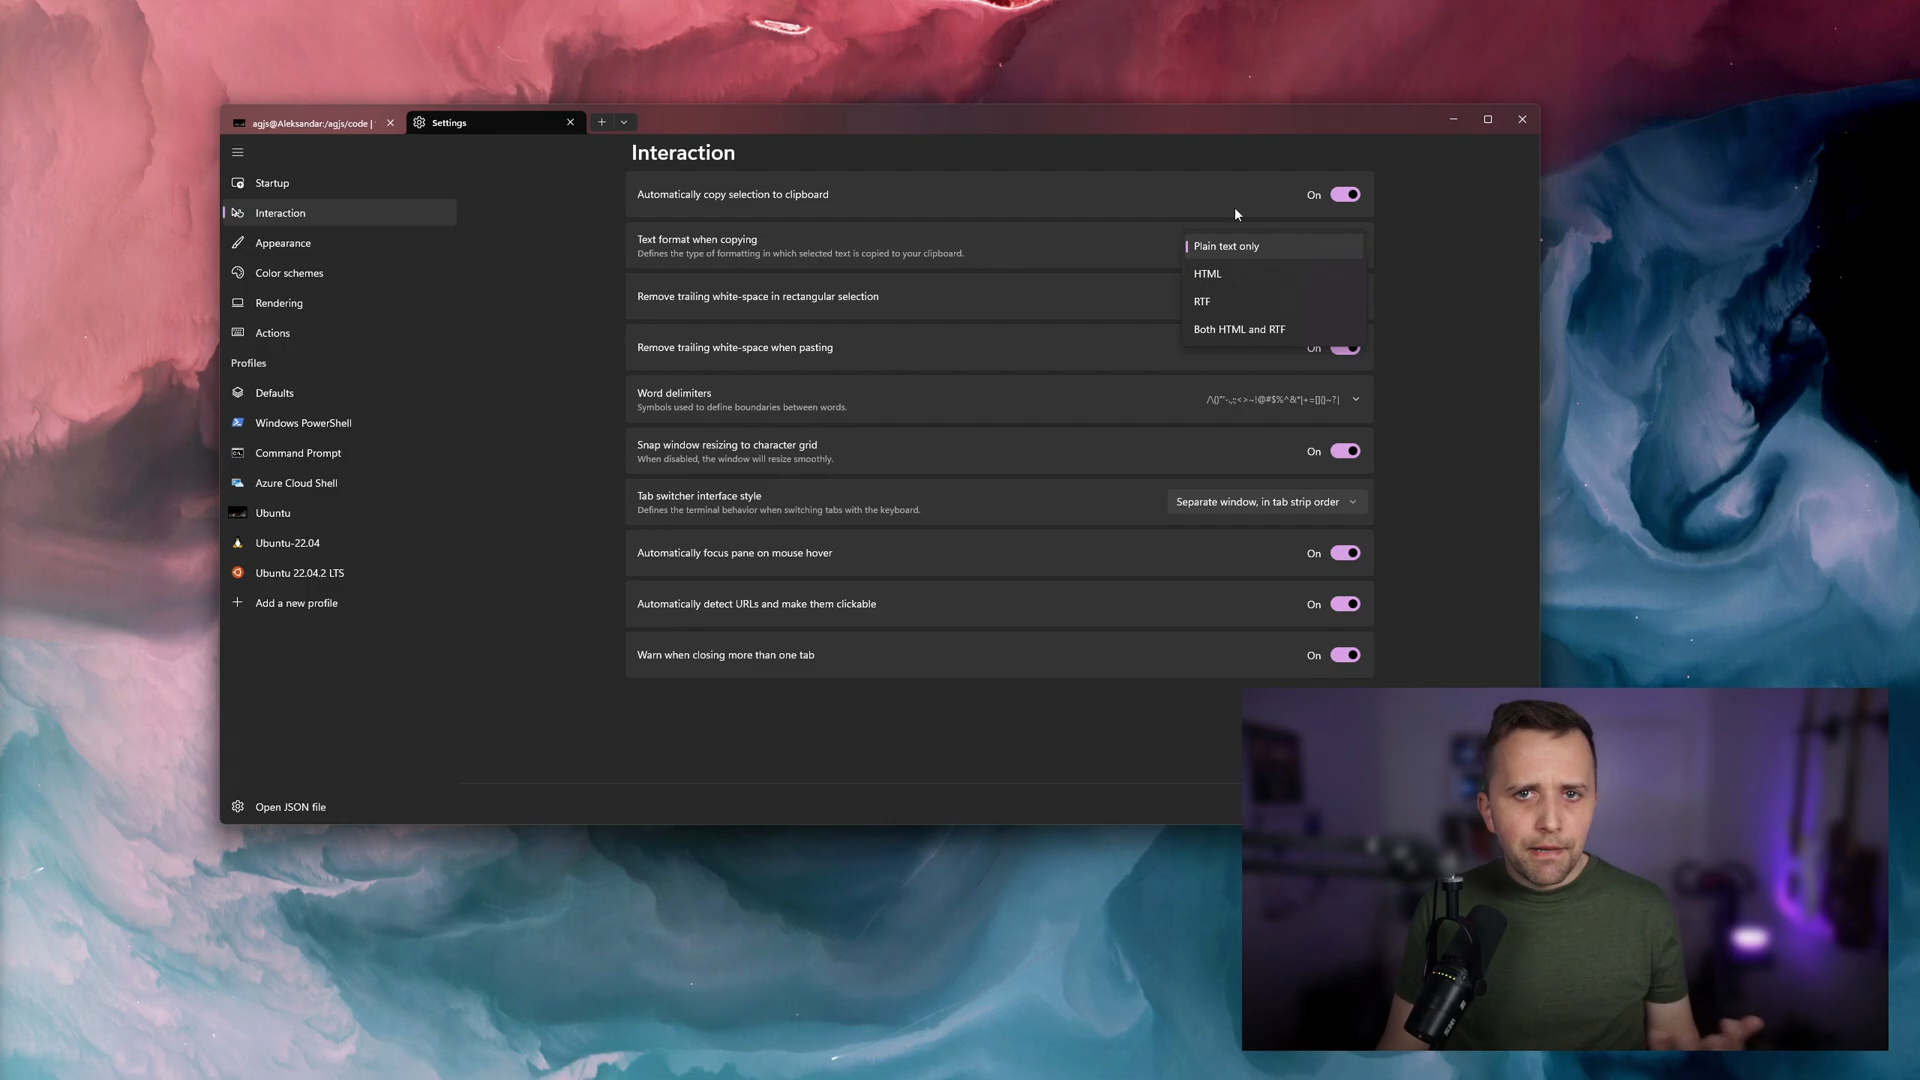 agjs@Aleksandar:/agjs/code |
Settings
Interaction
Startup
Interaction
Appearance
Color schemes
Rendering
Actions
Profiles
Defaults
Windows PowerShell
Command Prompt
Azure Cloud Shell
Ubuntu
Ubuntu-22.04
Ubuntu 22.04.2 LTS
Add a new profile
Open JSON file
Automatically copy selection to clipboard
On
Text format when copying
Defines the type of formatting in which selected text is copied to your clipboard.
Plain text only
HTML
RTF
Both HTML and RTF
Remove trailing white-space in rectangular selection
Remove trailing white-space when pasting
On
Word delimiters
Symbols used to define boundaries between words.
Snap window resizing to character grid
When disabled, the window will resize smoothly.
On
Tab switcher interface style
Defines the terminal behavior when switching tabs with the keyboard.
Separate window, in tab strip order
Automatically focus pane on mouse hover
On
Automatically detect URLs and make them clickable
On
Warn when closing more than one tab
On